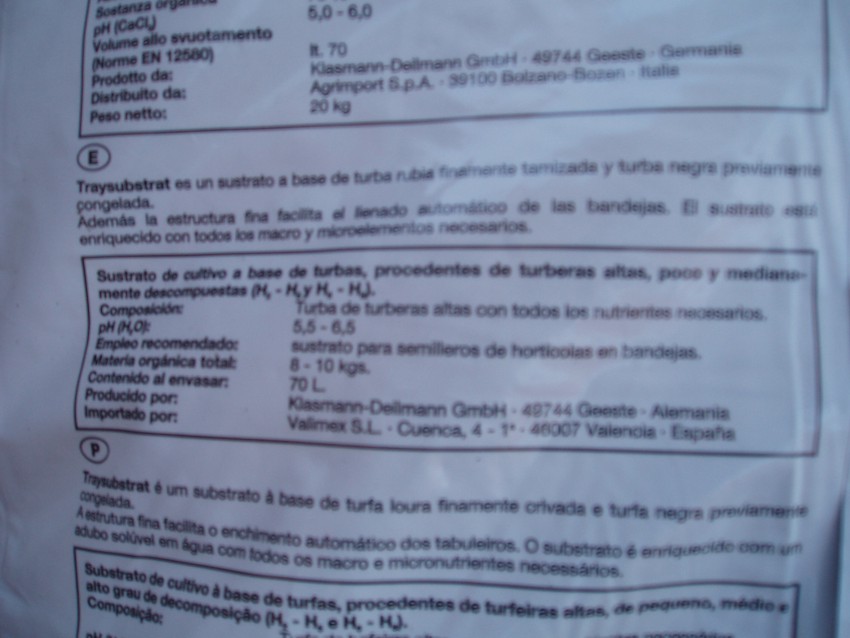 Sostanza organica
pH (CaCl₂) 5,0 - 6,0
Volume allo svuotamento
(Norme EN 12580) lt. 70
Prodotto da: Klasmann-Deilmann GmbH · 49744 Geeste · Germania
Distribuito da: Agrimport S.p.A. · 39100 Bolzano-Bozen · Italia
Peso netto: 20 kg
E
Traysubstrat es un sustrato a base de turba rubia finamente tamizada y turba negra previamente
congelada.
Además la estructura fina facilita el llenado automático de las bandejas. El sustrato está
enriquecido con todos los macro y microelementos necesarios.
Sustrato de cultivo a base de turbas, procedentes de turberas altas, poco y mediana-
mente descompuestas
Composición: Turba de turberas altas con todos los nutrientes necesarios.
pH (H₂O): 5,5 - 6,5
Empleo recomendado: sustrato para semilleros de hortícolas en bandejas.
Materia orgánica total: 8 - 10 kgs.
Contenido al envasar: 70 L.
Producido por: Klasmann-Deilmann GmbH · 49744 Geeste · Alemania
Importado por: Valimex S.L. · Cuenca, 4 - 1ª · 46007 Valencia · España
P
Traysubstrat é um substrato à base de turfa loura finamente crivada e turfa negra previamente
congelada.
A estrutura fina facilita o enchimento automático dos tabuleiros. O substrato é enriquecido com um
adubo solúvel em água com todos os macro e micronutrientes necessários.
Substrato de cultivo à base de turfas, procedentes de turfeiras altas, de pequeno, médio e
alto grau de decomposição
Composição: